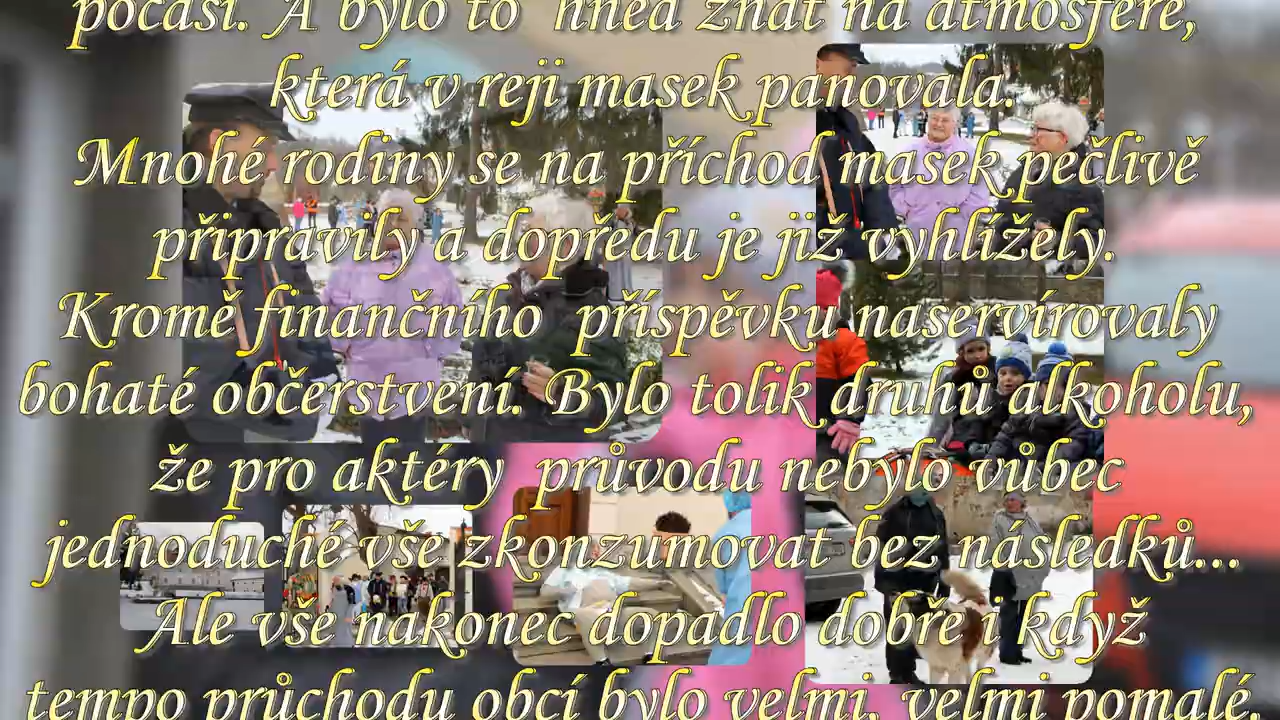 počasí. A bylo to hned znát na atmosféře,
která v reji masek panovala.
Mnohé rodiny se na příchod masek pečlivě
připravily a dopředu je již vyhlížely.
Kromě finančního příspěvku naservírovaly
bohaté občerstvení. Bylo tolik druhů alkoholu,
že pro aktéry průvodu nebylo vůbec
jednoduché vše zkonzumovat bez následků...
Ale vše nakonec dopadlo dobře i když
tempo průchodu obcí bylo velmi, velmi pomalé.